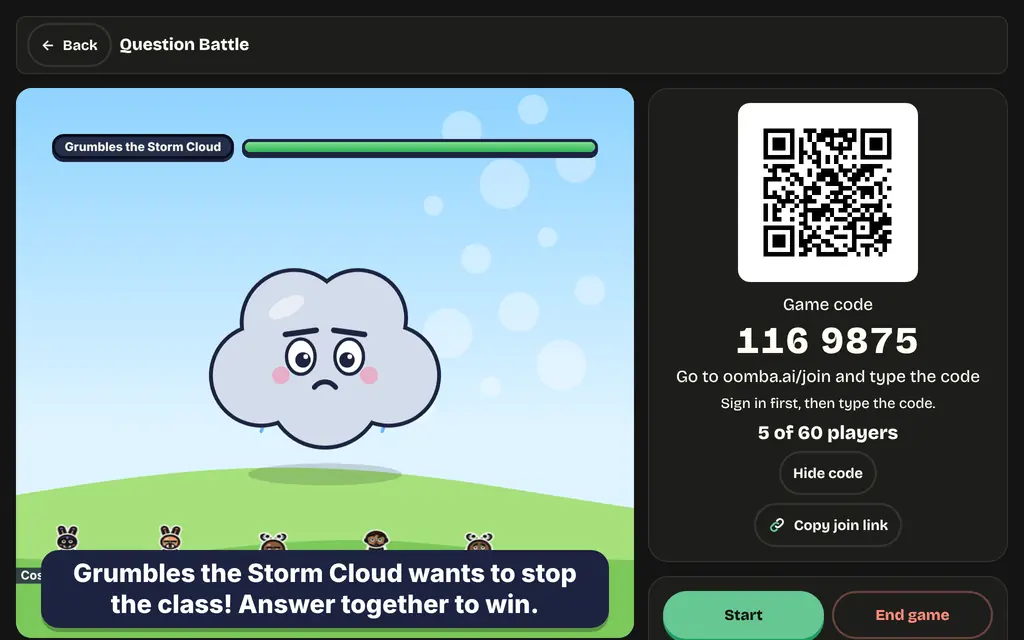 Back
Question Battle
Grumbles the Storm Cloud
Grumbles the Storm Cloud wants to stop
the class! Answer together to win.
Game code
116 9875
Go to oomba.ai/join and type the code
Sign in first, then type the code.
5 of 60 players
Hide code
Copy join link
Start
End game